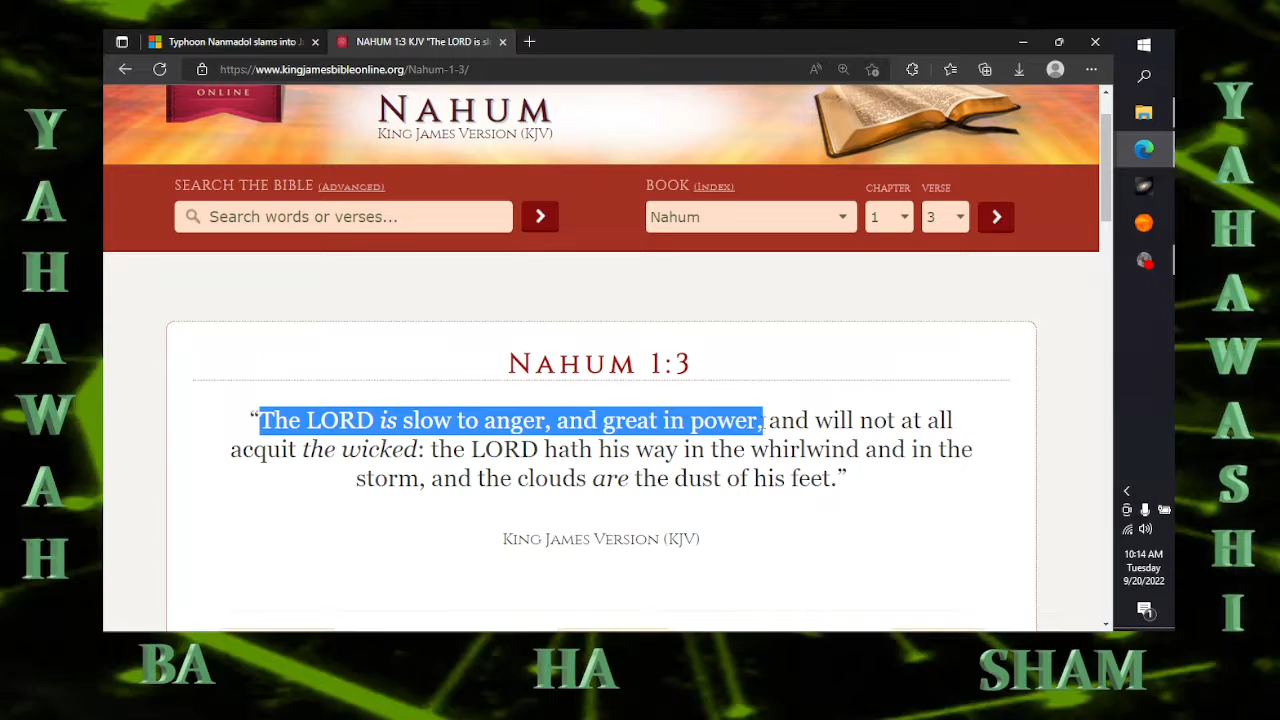 YAHAWAH
Typhoon Nanmadol slams into J
NAHUM 1:3 KJV "The LORD is sl
https://www.kingjamesbibleonline.org/Nahum-1-3/
ONLINE
NAHUM
KING JAMES VERSION (KJV)
SEARCH THE BIBLE (ADVANCED)
BOOK (INDEX)
CHAPTER
VERSE
Search words or verses...
Nahum
1
3
NAHUM 1:3
“The LORD is slow to anger, and great in power, and will not at all
acquit the wicked: the LORD hath his way in the whirlwind and in the
storm, and the clouds are the dust of his feet.”
KING JAMES VERSION (KJV)
10:14 AM
Tuesday
9/20/2022
1
YAHAWASHI
BA
HA
SHAM